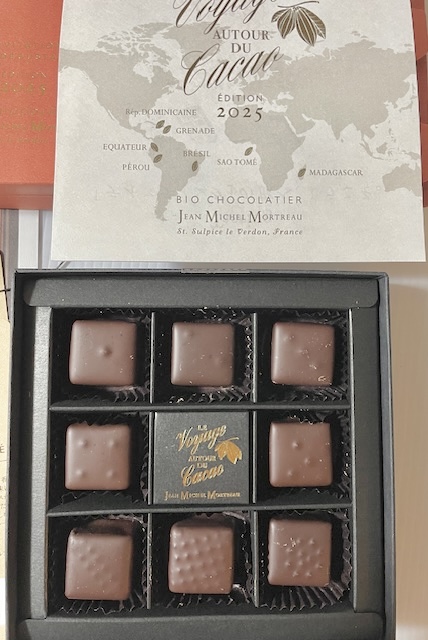 Voyage
AUTOUR
DU
Cacao
ÉDITION
2025
Rép. DOMINICAINE
GRENADE
EQUATEUR
BRÉSIL
SAO TOMÉ
PÉROU
MADAGASCAR
BIO CHOCOLATIER
JEAN MICHEL MORTREAU
St. Sulpice le Verdon, France
LE
Voyage
AUTOUR
DU
Cacao
JEAN MICHEL MORTREAU